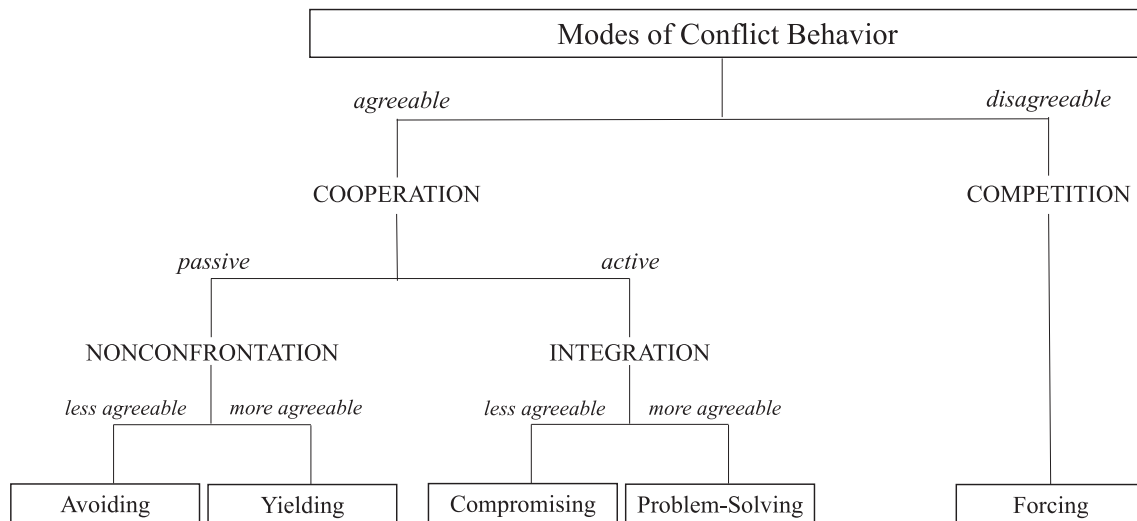 Modes of Conflict Behavior
agreeable
disagreeable
COOPERATION
COMPETITION
passive
active
NONCONFRONTATION
INTEGRATION
less agreeable
more agreeable
less agreeable
more agreeable
Avoiding
Yielding
Compromising
Problem-Solving
Forcing